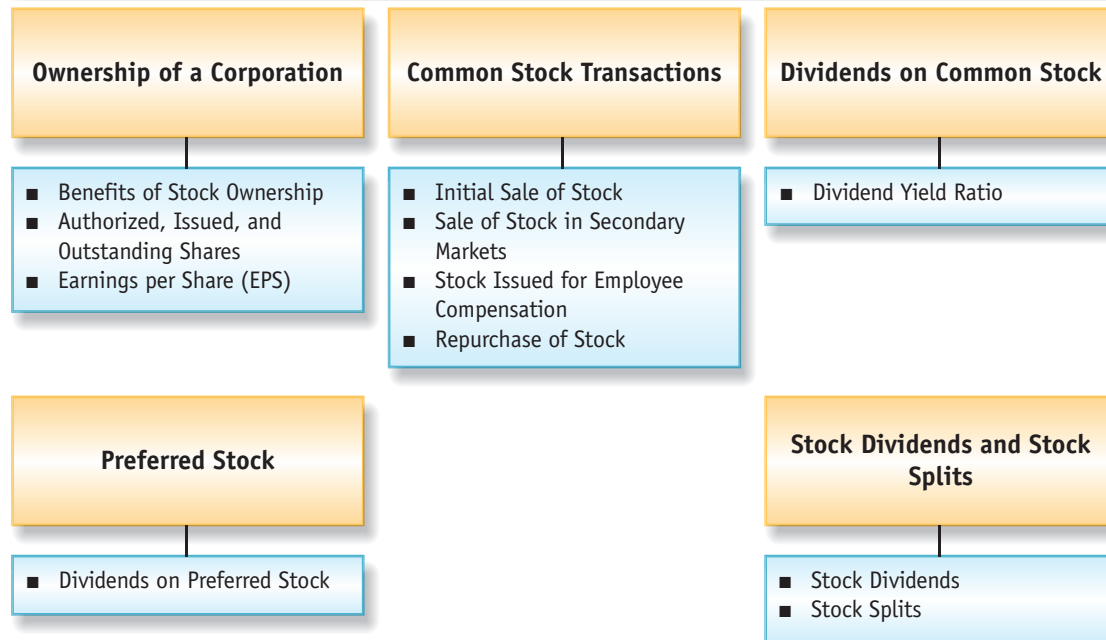 Ownership of a Corporation
■ Benefits of Stock Ownership
■ Authorized, Issued, and
Outstanding Shares
■ Earnings per Share (EPS)
Common Stock Transactions
■ Initial Sale of Stock
■ Sale of Stock in Secondary
Markets
■ Stock Issued for Employee
Compensation
■ Repurchase of Stock
Dividends on Common Stock
■ Dividend Yield Ratio
Preferred Stock
■ Dividends on Preferred Stock
Stock Dividends and Stock
Splits
■ Stock Dividends
■ Stock Splits